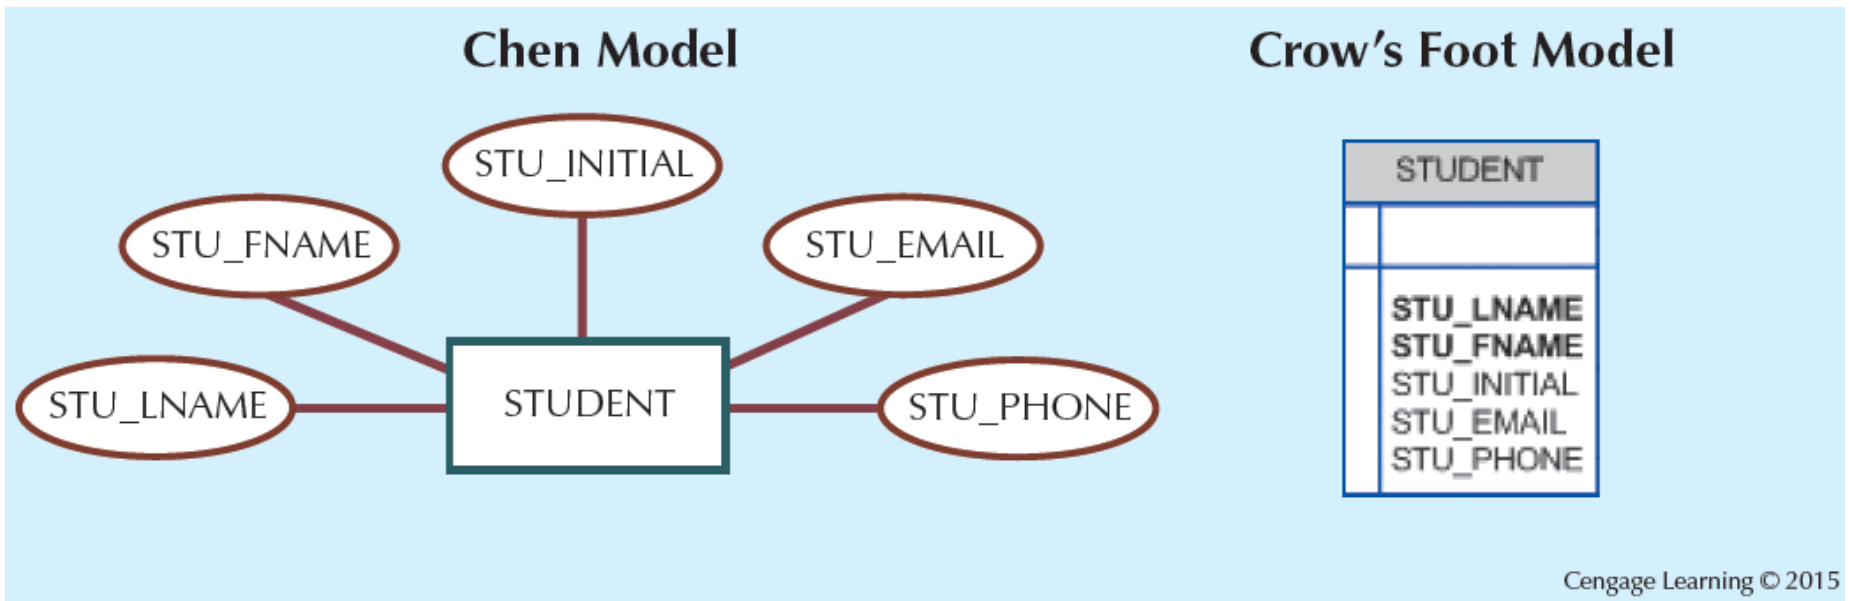 Chen Model
STU_INITIAL
STU_FNAME
STU_EMAIL
STU_LNAME
STUDENT
STU_PHONE
Crow's Foot Model
STUDENT
STU_LNAME
STU_FNAME
STU_INITIAL
STU_EMAIL
STU_PHONE
Cengage Learning © 2015